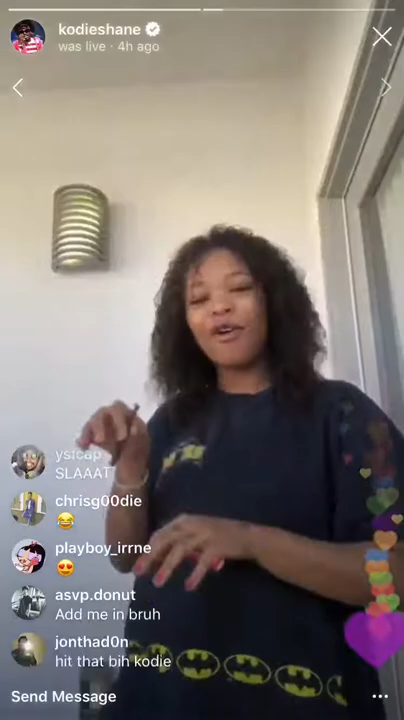 kodieshane
was live · 4h ago
ysfcap
SLAAAT
chrisg00die
😂
playboy_irrne
😍
asvp.donut
Add me in bruh
jonthad0n
hit that bih kodie
Send Message